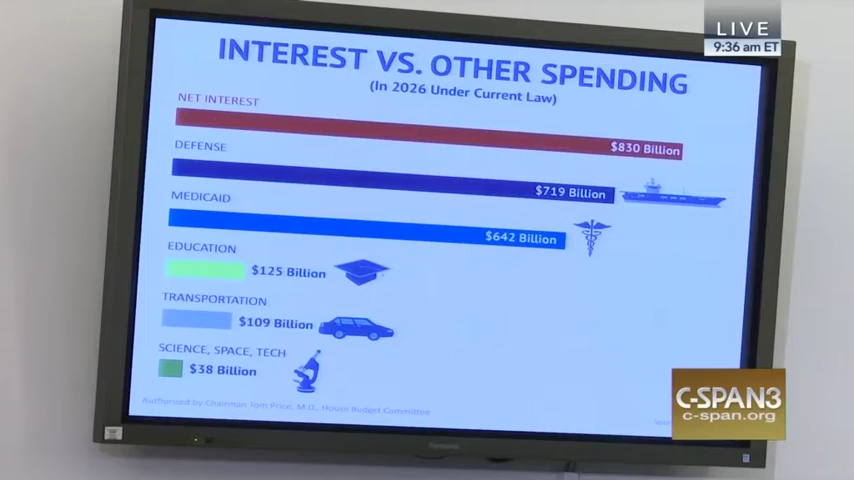 LIVE
9:36 am ET
INTEREST VS. OTHER SPENDING
(In 2026 Under Current Law)
NET INTEREST
$830 Billion
DEFENSE
$719 Billion
MEDICAID
$642 Billion
EDUCATION
$125 Billion
TRANSPORTATION
$109 Billion
SCIENCE, SPACE, TECH
$38 Billion
Authorized by Chairman Tom Price, M.D., House Budget Committee
C-SPAN3
c-span.org
Panasonic